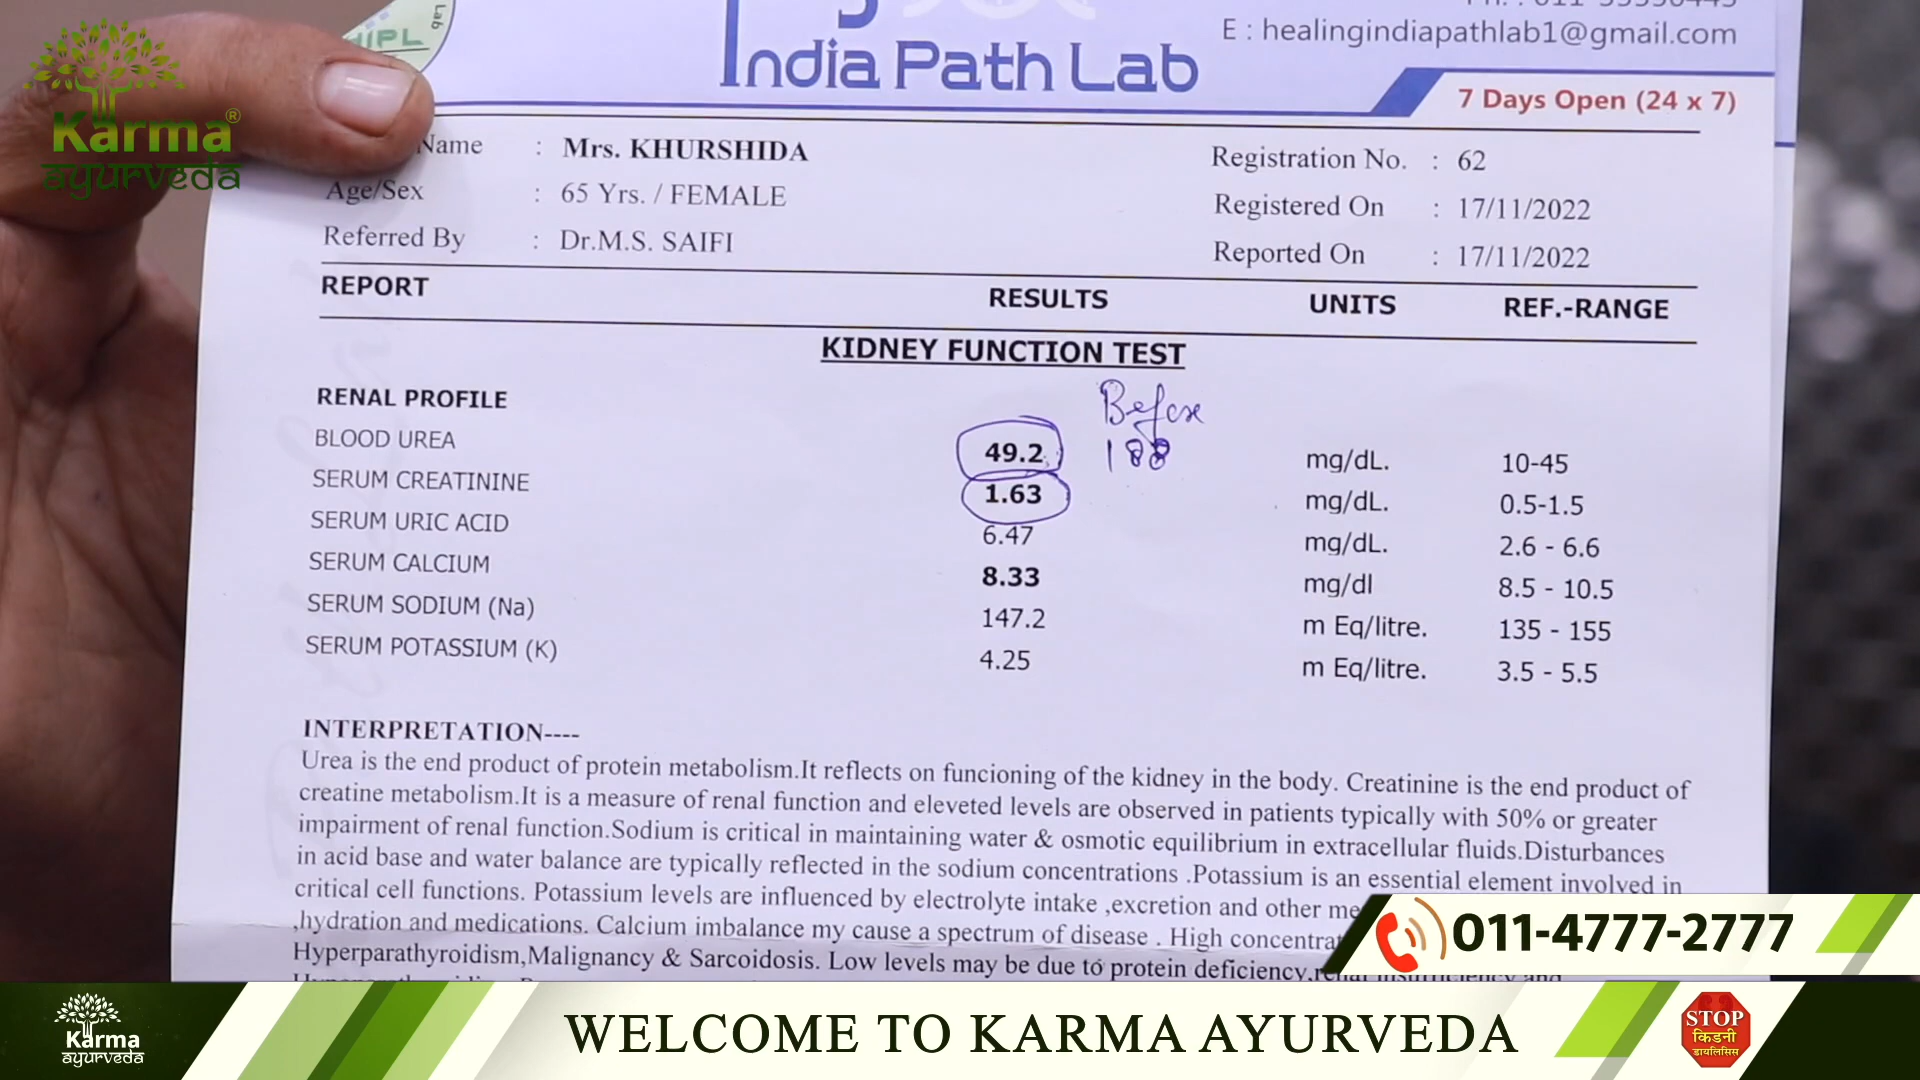 Lab
HIPL
India Path Lab
E : healingindiapathlab1@gmail.com
7 Days Open (24 x 7)
Karma®
ayurveda
Name : Mrs. KHURSHIDA
Registration No. : 62
Age/Sex : 65 Yrs. / FEMALE
Registered On : 17/11/2022
Referred By : Dr.M.S. SAIFI
Reported On : 17/11/2022
REPORT RESULTS UNITS REF.-RANGE
KIDNEY FUNCTION TEST
RENAL PROFILE
Before
BLOOD UREA 49.2 188 mg/dL. 10-45
SERUM CREATININE 1.63 mg/dL. 0.5-1.5
SERUM URIC ACID 6.47 mg/dL. 2.6 - 6.6
SERUM CALCIUM 8.33 mg/dl 8.5 - 10.5
SERUM SODIUM (Na) 147.2 m Eq/litre. 135 - 155
SERUM POTASSIUM (K) 4.25 m Eq/litre. 3.5 - 5.5
INTERPRETATION----
Urea is the end product of protein metabolism.It reflects on funcioning of the kidney in the body. Creatinine is the end product of
creatine metabolism.It is a measure of renal function and eleveted levels are observed in patients typically with 50% or greater
impairment of renal function.Sodium is critical in maintaining water & osmotic equilibrium in extracellular fluids.Disturbances
in acid base and water balance are typically reflected in the sodium concentrations .Potassium is an essential element involved in
critical cell functions. Potassium levels are influenced by electrolyte intake ,excretion and other me
,hydration and medications. Calcium imbalance my cause a spectrum of disease . High concentrat
Hyperparathyroidism,Malignancy & Sarcoidosis. Low levels may be due to protein deficiency,renal insufficiency and
011-4777-2777
Karma
ayurveda
WELCOME TO KARMA AYURVEDA
STOP
किडनी
डायलिसिस